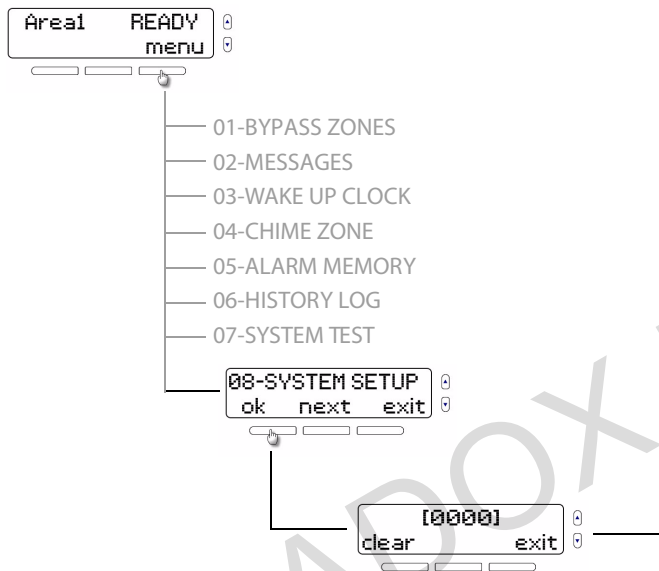 Area1 READY
menu
01-BYPASS ZONES
02-MESSAGES
03-WAKE UP CLOCK
04-CHIME ZONE
05-ALARM MEMORY
06-HISTORY LOG
07-SYSTEM TEST
08-SYSTEM SETUP
ok next exit
[0000]
clear exit
ADOX